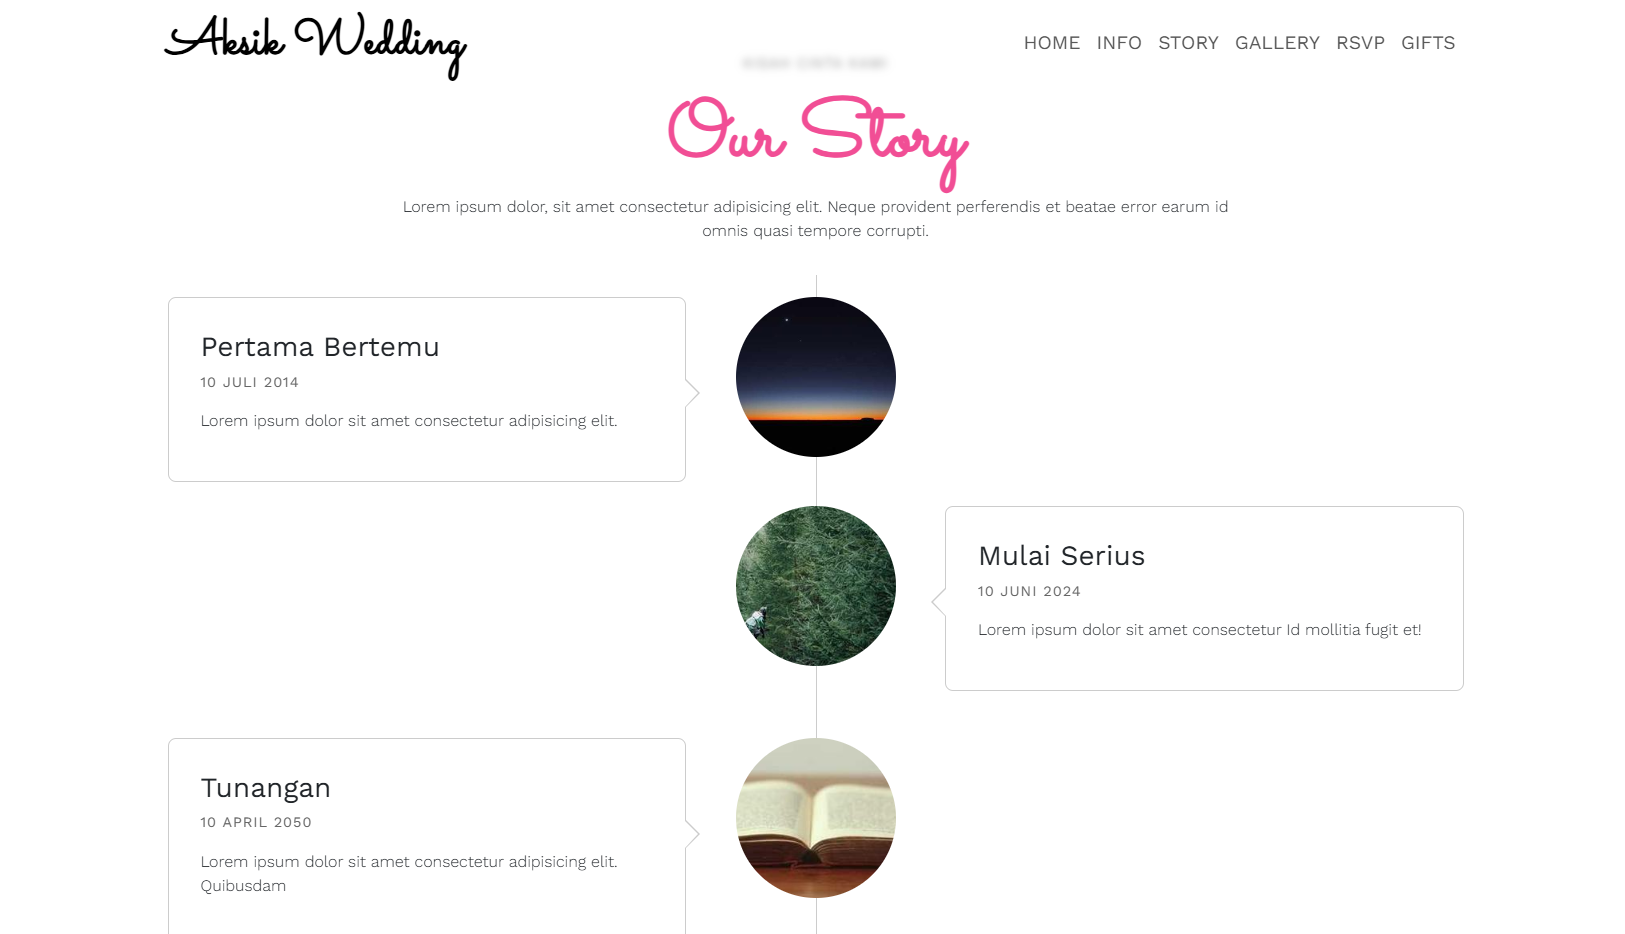 Aksik Wedding
HOME INFO STORY GALLERY RSVP GIFTS
Our Story
Lorem ipsum dolor, sit amet consectetur adipisicing elit. Neque provident perferendis et beatae error earum id
omnis quasi tempore corrupti.
Pertama Bertemu
10 JULI 2014
Lorem ipsum dolor sit amet consectetur adipisicing elit.
Mulai Serius
10 JUNI 2024
Lorem ipsum dolor sit amet consectetur Id mollitia fugit et!
Tunangan
10 APRIL 2050
Lorem ipsum dolor sit amet consectetur adipisicing elit.
Quibusdam